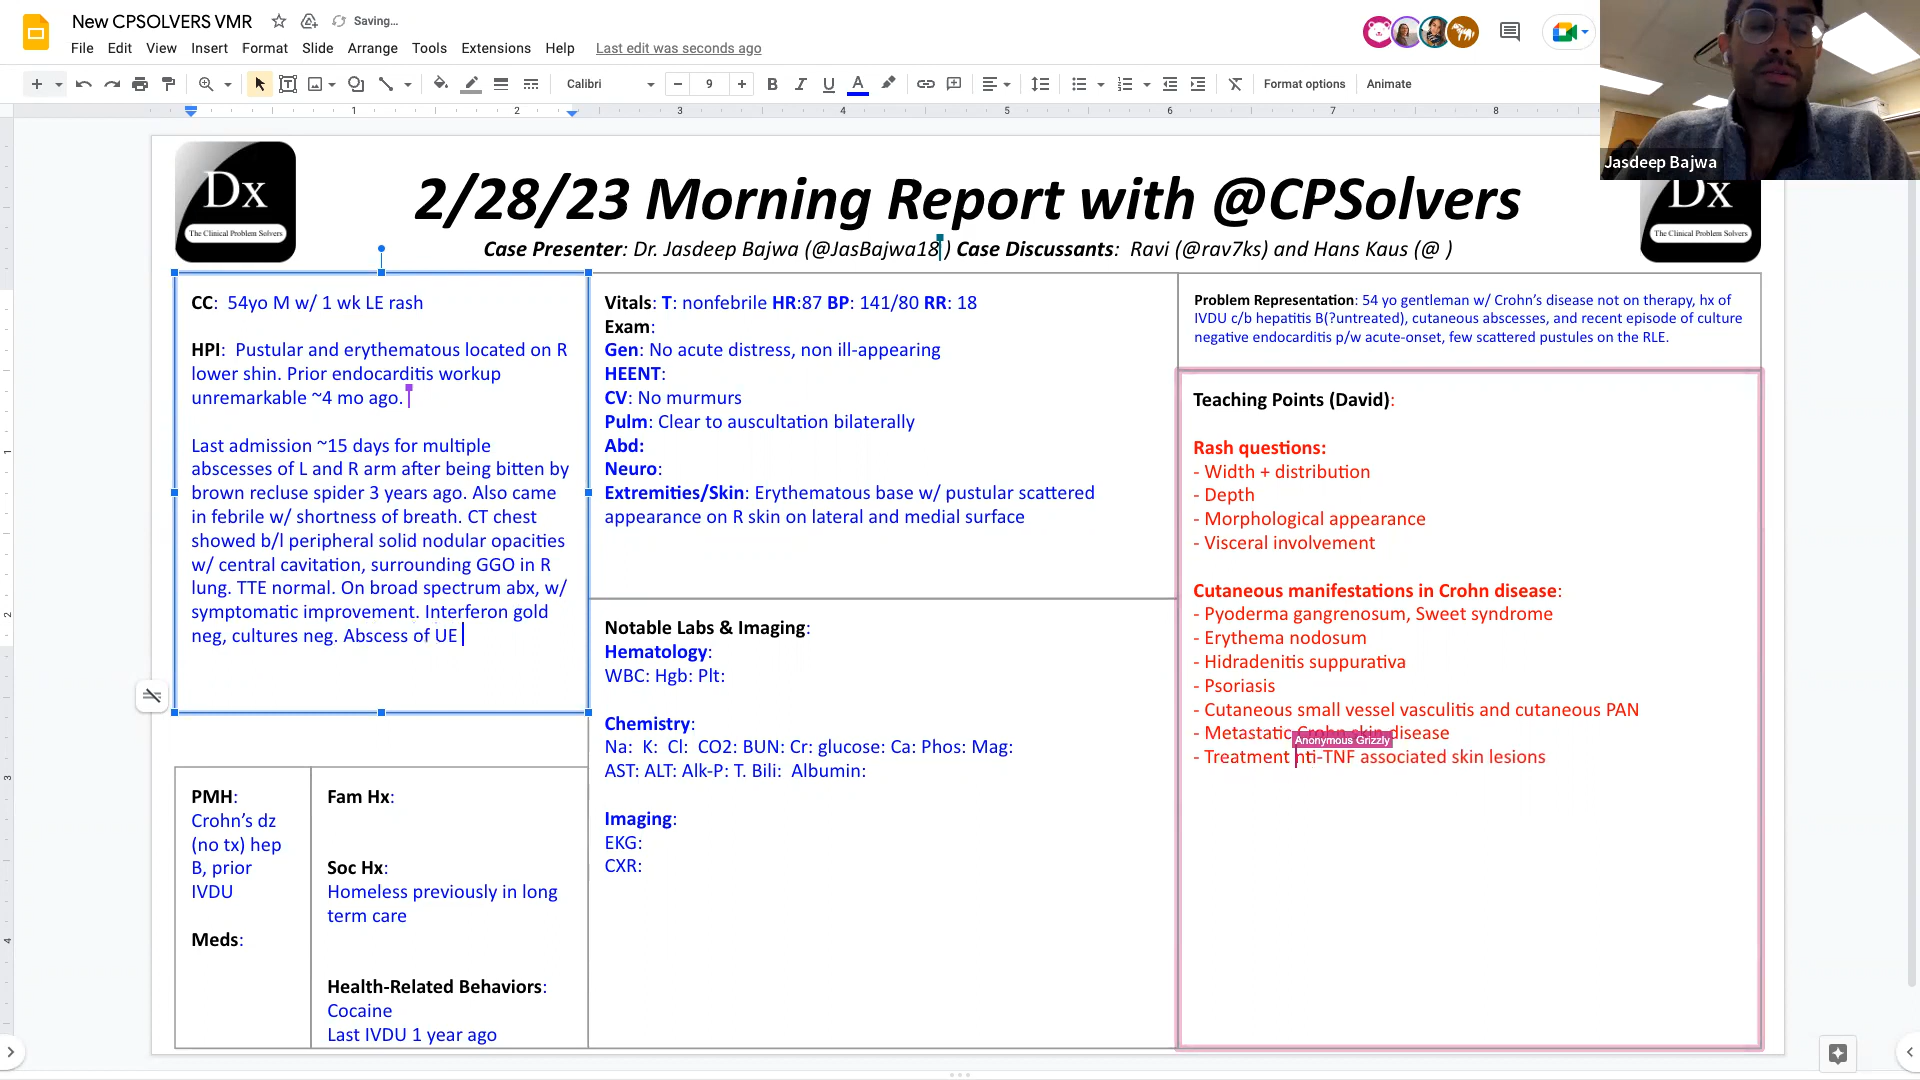 New CPSOLVERS VMR
Saving...
File Edit View Insert Format Slide Arrange Tools Extensions Help Last edit was seconds ago
Calibri
9
Format options
Animate
1 2 3 4 5 6 7 8
Jasdeep Bajwa
Dx
The Clinical Problem Solvers
2/28/23 Morning Report with @CPSolvers
Dx
The Clinical Problem Solvers
Case Presenter: Dr. Jasdeep Bajwa (@JasBajwa18 ) Case Discussants: Ravi (@rav7ks) and Hans Kaus (@ )
CC: 54yo M w/ 1 wk LE rash
HPI: Pustular and erythematous located on R
lower shin. Prior endocarditis workup
unremarkable ~4 mo ago.
Last admission ~15 days for multiple
abscesses of L and R arm after being bitten by
brown recluse spider 3 years ago. Also came
in febrile w/ shortness of breath. CT chest
showed b/l peripheral solid nodular opacities
w/ central cavitation, surrounding GGO in R
lung. TTE normal. On broad spectrum abx, w/
symptomatic improvement. Interferon gold
neg, cultures neg. Abscess of UE
PMH:
Crohn's dz
(no tx) hep
B, prior
IVDU
Meds:
Fam Hx:
Soc Hx:
Homeless previously in long
term care
Health-Related Behaviors:
Cocaine
Last IVDU 1 year ago
Vitals: T: nonfebrile HR:87 BP: 141/80 RR: 18
Exam:
Gen: No acute distress, non ill-appearing
HEENT:
CV: No murmurs
Pulm: Clear to auscultation bilaterally
Abd:
Neuro:
Extremities/Skin: Erythematous base w/ pustular scattered
appearance on R skin on lateral and medial surface
Notable Labs & Imaging:
Hematology:
WBC: Hgb: Plt:
Chemistry:
Na: K: Cl: CO2: BUN: Cr: glucose: Ca: Phos: Mag:
AST: ALT: Alk-P: T. Bili: Albumin:
Imaging:
EKG:
CXR:
Problem Representation: 54 yo gentleman w/ Crohn's disease not on therapy, hx of
IVDU c/b hepatitis B(?untreated), cutaneous abscesses, and recent episode of culture
negative endocarditis p/w acute-onset, few scattered pustules on the RLE.
Teaching Points (David):
Rash questions:
- Width + distribution
- Depth
- Morphological appearance
- Visceral involvement
Cutaneous manifestations in Crohn disease:
- Pyoderma gangrenosum, Sweet syndrome
- Erythema nodosum
- Hidradenitis suppurativa
- Psoriasis
- Cutaneous small vessel vasculitis and cutaneous PAN
- Metastatic Crohn skin disease
Anonymous Grizzly
- Treatment nti-TNF associated skin lesions
1
2
3
4